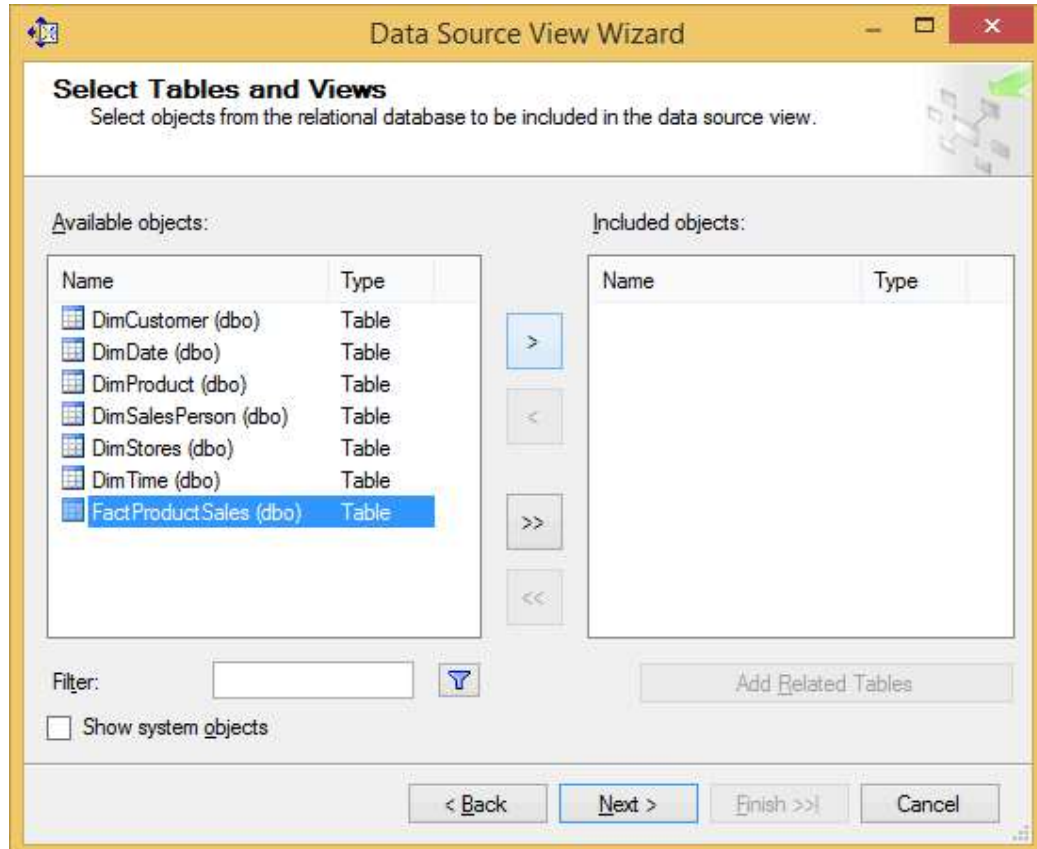 Data Source View Wizard
Select Tables and Views
Select objects from the relational database to be included in the data source view.
Available objects:
Name Type
DimCustomer (dbo) Table
DimDate (dbo) Table
DimProduct (dbo) Table
DimSalesPerson (dbo) Table
DimStores (dbo) Table
DimTime (dbo) Table
FactProductSales (dbo) Table
>
<
>>
<<
Included objects:
Name Type
Filter:
Add Related Tables
Show system objects
< Back Next > Finish >>| Cancel